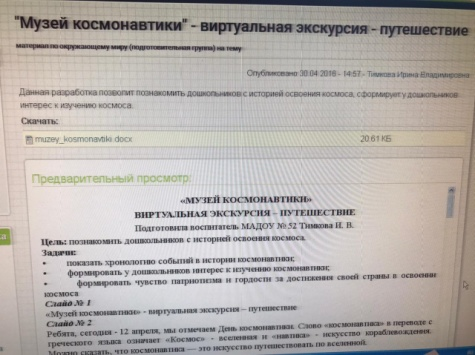 "Музей космонавтики" - виртуальная экскурсия - путешествие
материал по окружающему миру (подготовительная группа) на тему
Опубликовано 30.04.2016 - 14:57 - Тимкова Ирина Владимировна
Данная разработка позволит познакомить дошкольников с историей освоения космоса, сформирует у дошкольников
интерес к изучению космоса.
Скачать:
muzey_kosmonavtiki.docx 20.61 КБ
Предварительный просмотр:
«МУЗЕЙ КОСМОНАВТИКИ»
ВИРТУАЛЬНАЯ ЭКСКУРСИЯ – ПУТЕШЕСТВИЕ
Подготовила воспитатель МАДОУ № 52 Тимкова И. В.
Цель: познакомить дошкольников с историей освоения космоса.
Задачи:
• показать хронологию событий в истории космонавтики;
• формировать у дошкольников интерес к изучению космонавтики;
• формировать чувство патриотизма и гордости за достижения своей страны в освоении
космоса
Слайд № 1
«Музей космонавтики» - виртуальная экскурсия – путешествие
Слайд № 2
Ребята, сегодня - 12 апреля, мы отмечаем День космонавтики. Слово «космонавтика» в переводе с
греческого языка означает «Космос» - вселенная и «навтика» - искусство кораблевождения.
Можно сказать, что космонавтика — это искусство путешествовать по вселенной.